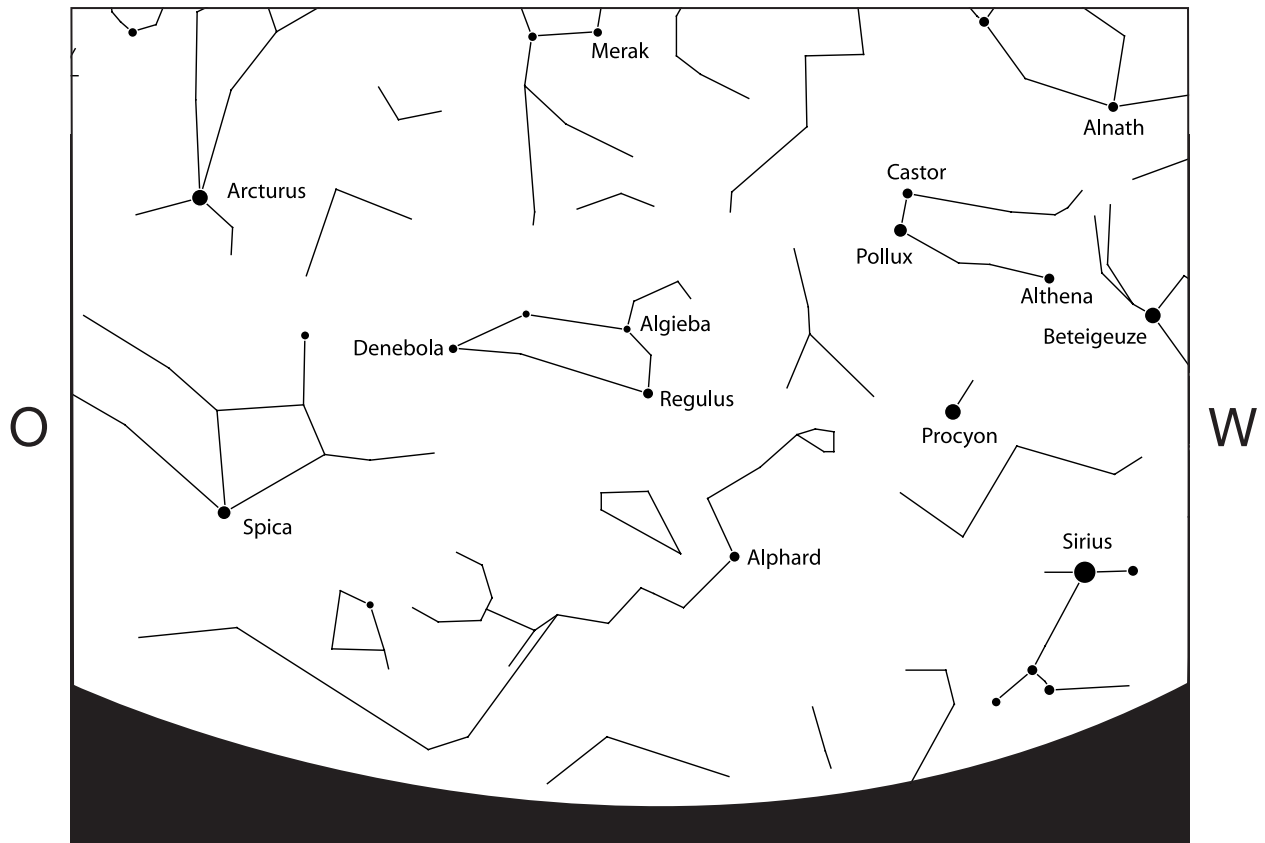 Merak
Alnath
Castor
Arcturus
Pollux
Althena
Algieba
Beteigeuze
Denebola
Regulus
O
W
Procyon
Spica
Sirius
Alphard